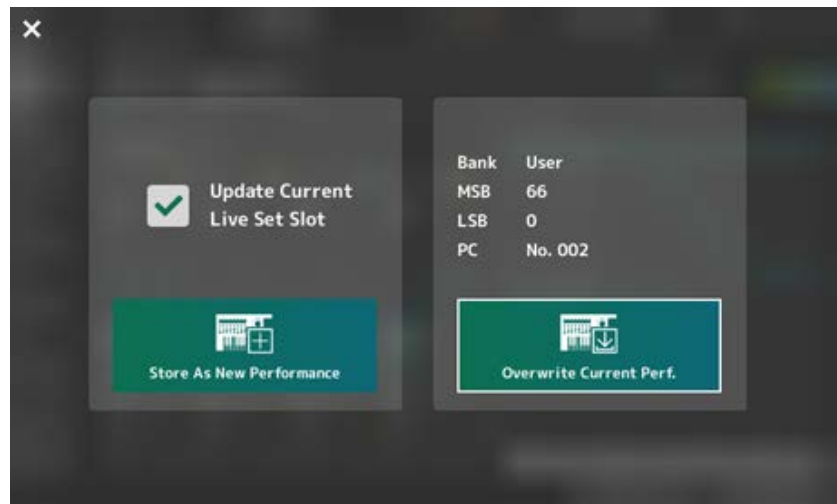 Update Current
Live Set Slot
Store As New Performance
Bank User
MSB 66
LSB 0
PC No. 002
Overwrite Current Perf.